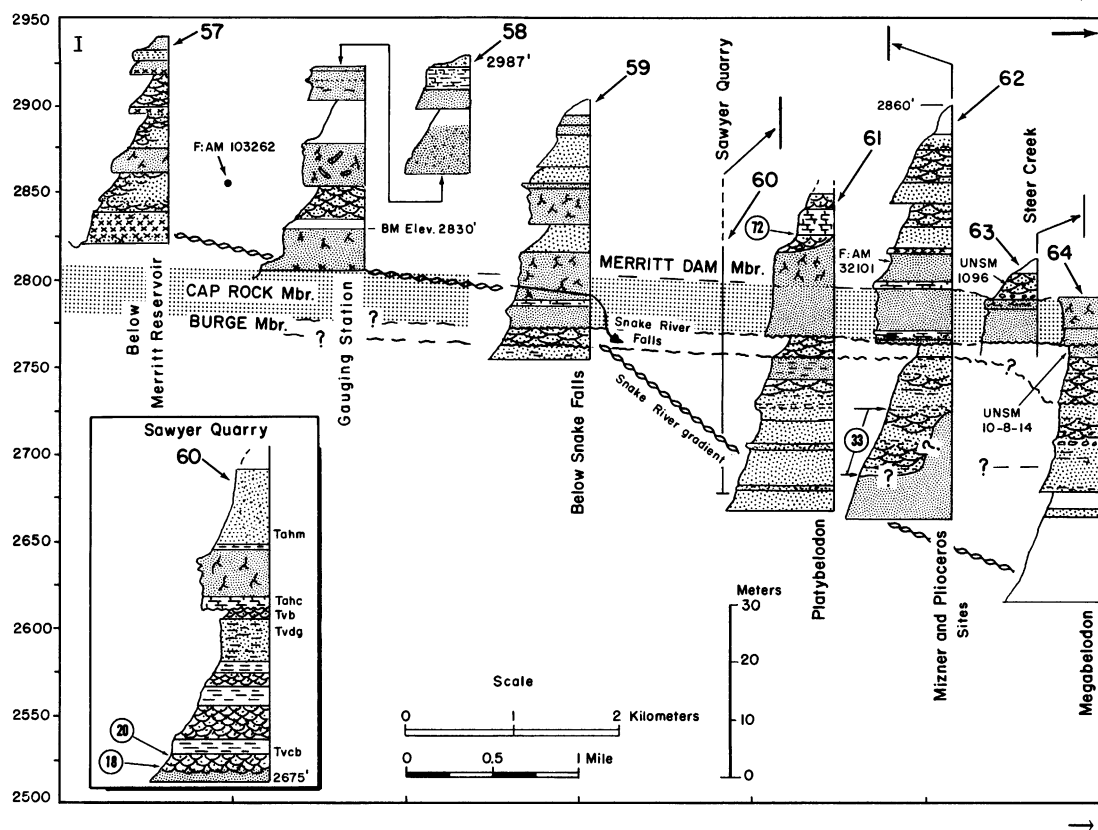 2950
2900
2850
2800
2750
2700
2650
2600
2550
2500
I
57
F:AM 103262
Below
Merritt Reservoir
58
2987'
BM Elev. 2830'
Gauging Station
59
Below Snake Falls
CAP ROCK Mbr.
BURGE Mbr.
?
?
MERRITT DAM Mbr.
Snake River
Falls
Snake River gradient
Sawyer Quarry
60
61
72
Platybelodon
2860'
62
F:AM
32101
33
?
?
Mizner and Plioceros
Sites
Steer Creek
63
UNSM
1096
64
?
UNSM
10-8-14
?
Megabelodon
Sawyer Quarry
60
Tahm
Tahc
Tvb
Tvdg
Tvcb
20
18
2675'
Scale
0 1 2 Kilometers
0 0.5 1 Mile
Meters
30
20
10
0